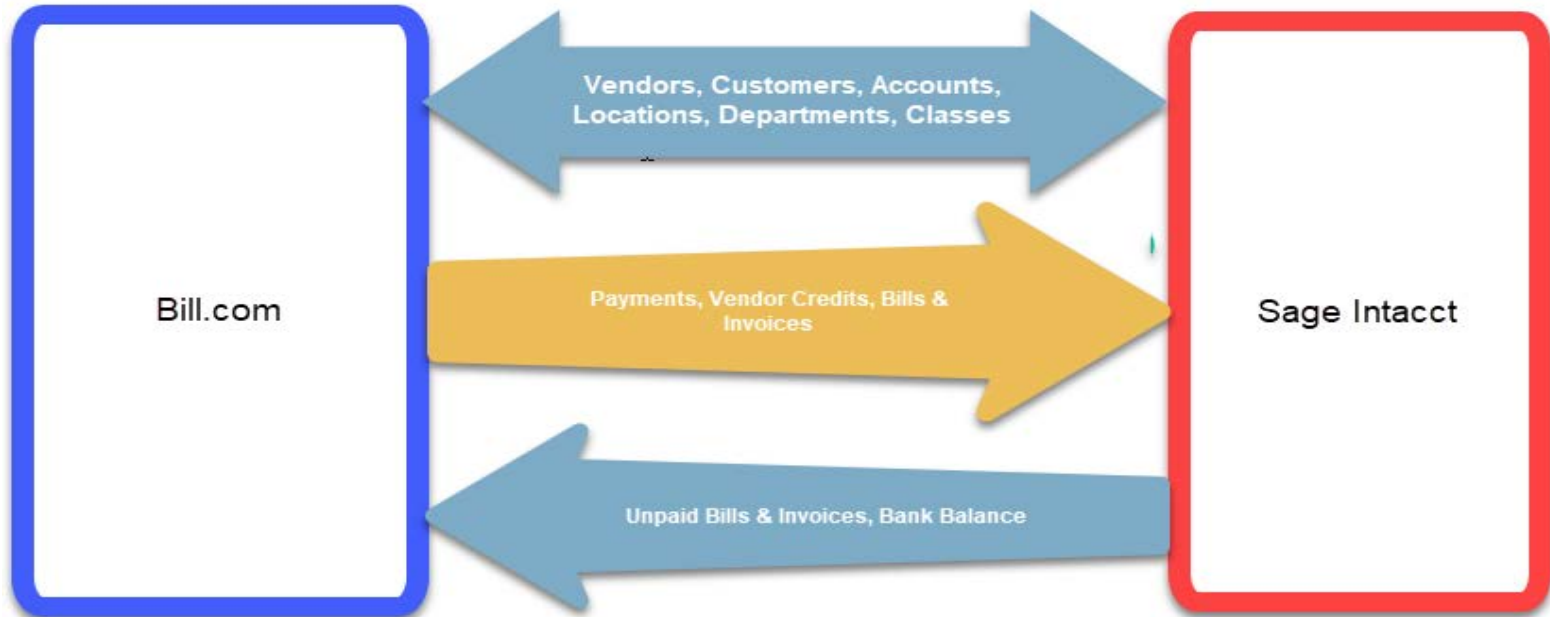 Vendors, Customers, Accounts,
Locations, Departments, Classes
Bill.com
Payments, Vendor Credits, Bills &
Invoices
Sage Intacct
Unpaid Bills & Invoices, Bank Balance